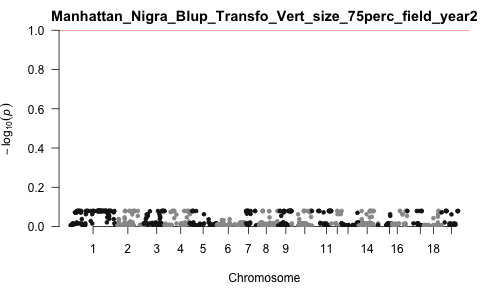 Manhattan_Nigra_Blup_Transfo_Vert_size_75perc_field_year2
1.0
0.8
0.6
0.4
0.2
0.0
− log10(p)
1 2 3 4 5 6 7 8 9 11 14 16 18
Chromosome